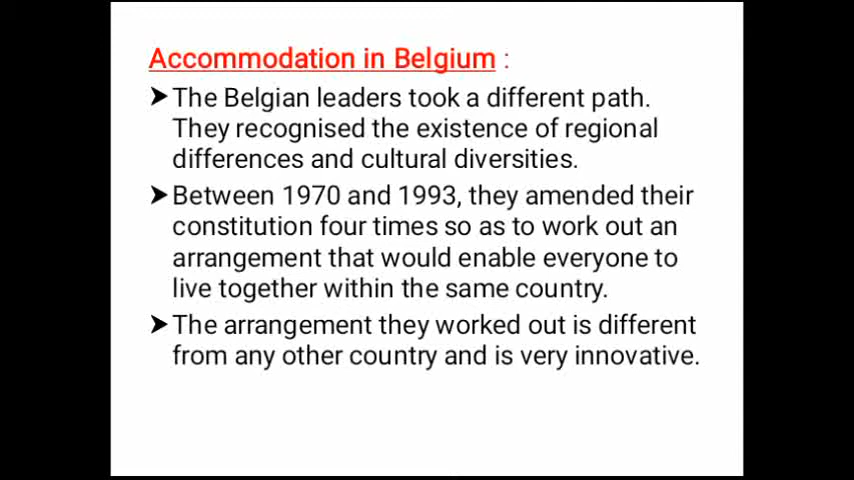 Accommodation in Belgium :
➤ The Belgian leaders took a different path.
They recognised the existence of regional
differences and cultural diversities.
➤ Between 1970 and 1993, they amended their
constitution four times so as to work out an
arrangement that would enable everyone to
live together within the same country.
➤ The arrangement they worked out is different
from any other country and is very innovative.